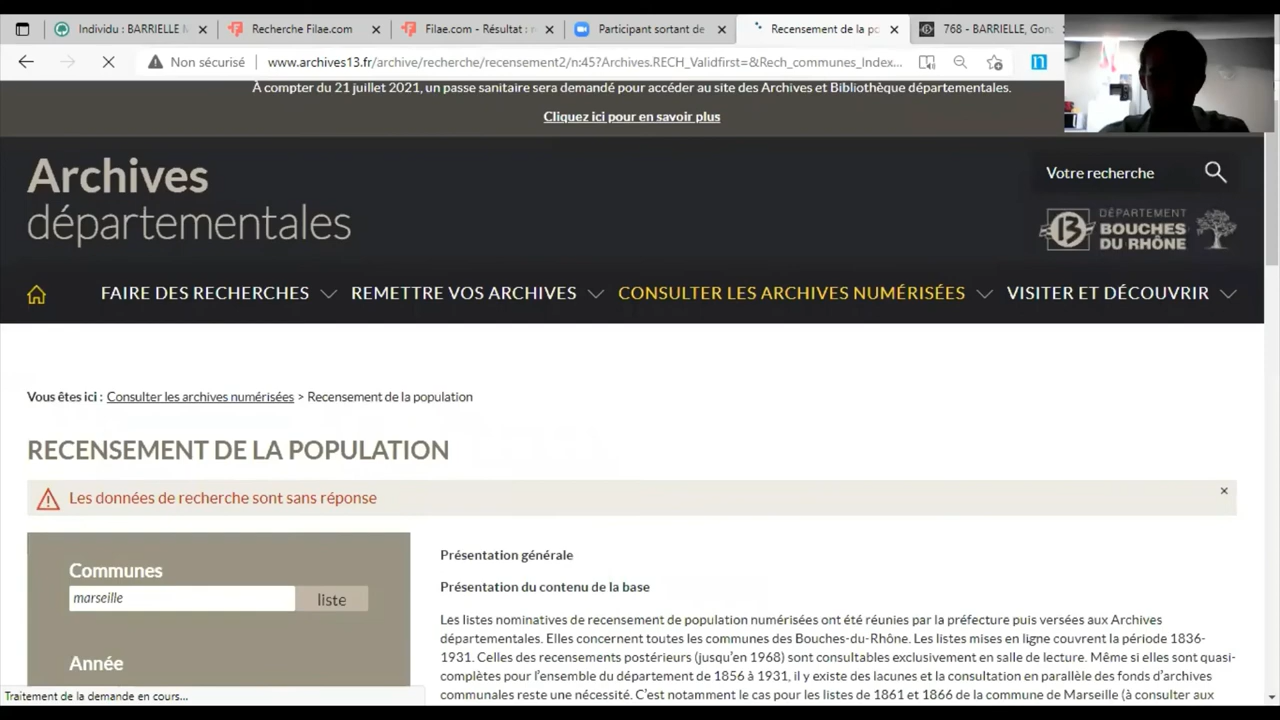 Individu : BARRIELLE M
Recherche Filae.com
Filae.com - Résultat :
Participant sortant de
Recensement de la po
768 - BARRIELLE, Gon
Non sécurisé
www.archives13.fr/archive/recherche/recensement2/n:45?Archives.RECH_Validfirst=&Rech_communes_Index...
À compter du 21 juillet 2021, un passe sanitaire sera demandé pour accéder au site des Archives et Bibliothèque départementales.
Cliquez ici pour en savoir plus
Archives
départementales
Votre recherche
13
DÉPARTEMENT
BOUCHES
DU RHÔNE
FAIRE DES RECHERCHES
REMETTRE VOS ARCHIVES
CONSULTER LES ARCHIVES NUMÉRISÉES
VISITER ET DÉCOUVRIR
Vous êtes ici : Consulter les archives numérisées > Recensement de la population
RECENSEMENT DE LA POPULATION
Les données de recherche sont sans réponse
Communes
marseille
liste
Année
Présentation générale
Présentation du contenu de la base
Les listes nominatives de recensement de population numérisées ont été réunies par la préfecture puis versées aux Archives
départementales. Elles concernent toutes les communes des Bouches-du-Rhône. Les listes mises en ligne couvrent la période 1836-
1931. Celles des recensements postérieurs (jusqu'en 1968) sont consultables exclusivement en salle de lecture. Même si elles sont quasi-
complètes pour l'ensemble du département de 1856 à 1931, il y existe des lacunes et la consultation en parallèle des fonds d'archives
communales reste une nécessité. C'est notamment le cas pour les listes de 1861 et 1866 de la commune de Marseille (à consulter aux
Traitement de la demande en cours...